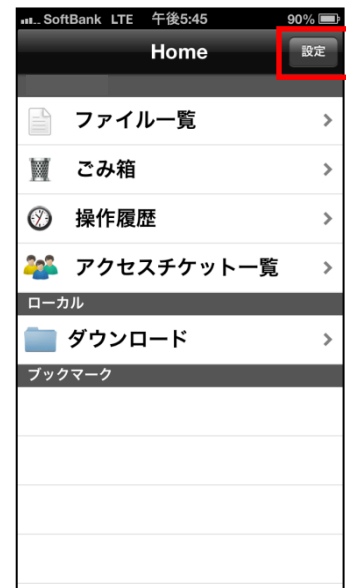 SoftBank LTE 午後5:45 90%
Home 設定
ファイル一覧
ごみ箱
操作履歴
アクセスチケット一覧
ローカル
ダウンロード
ブックマーク